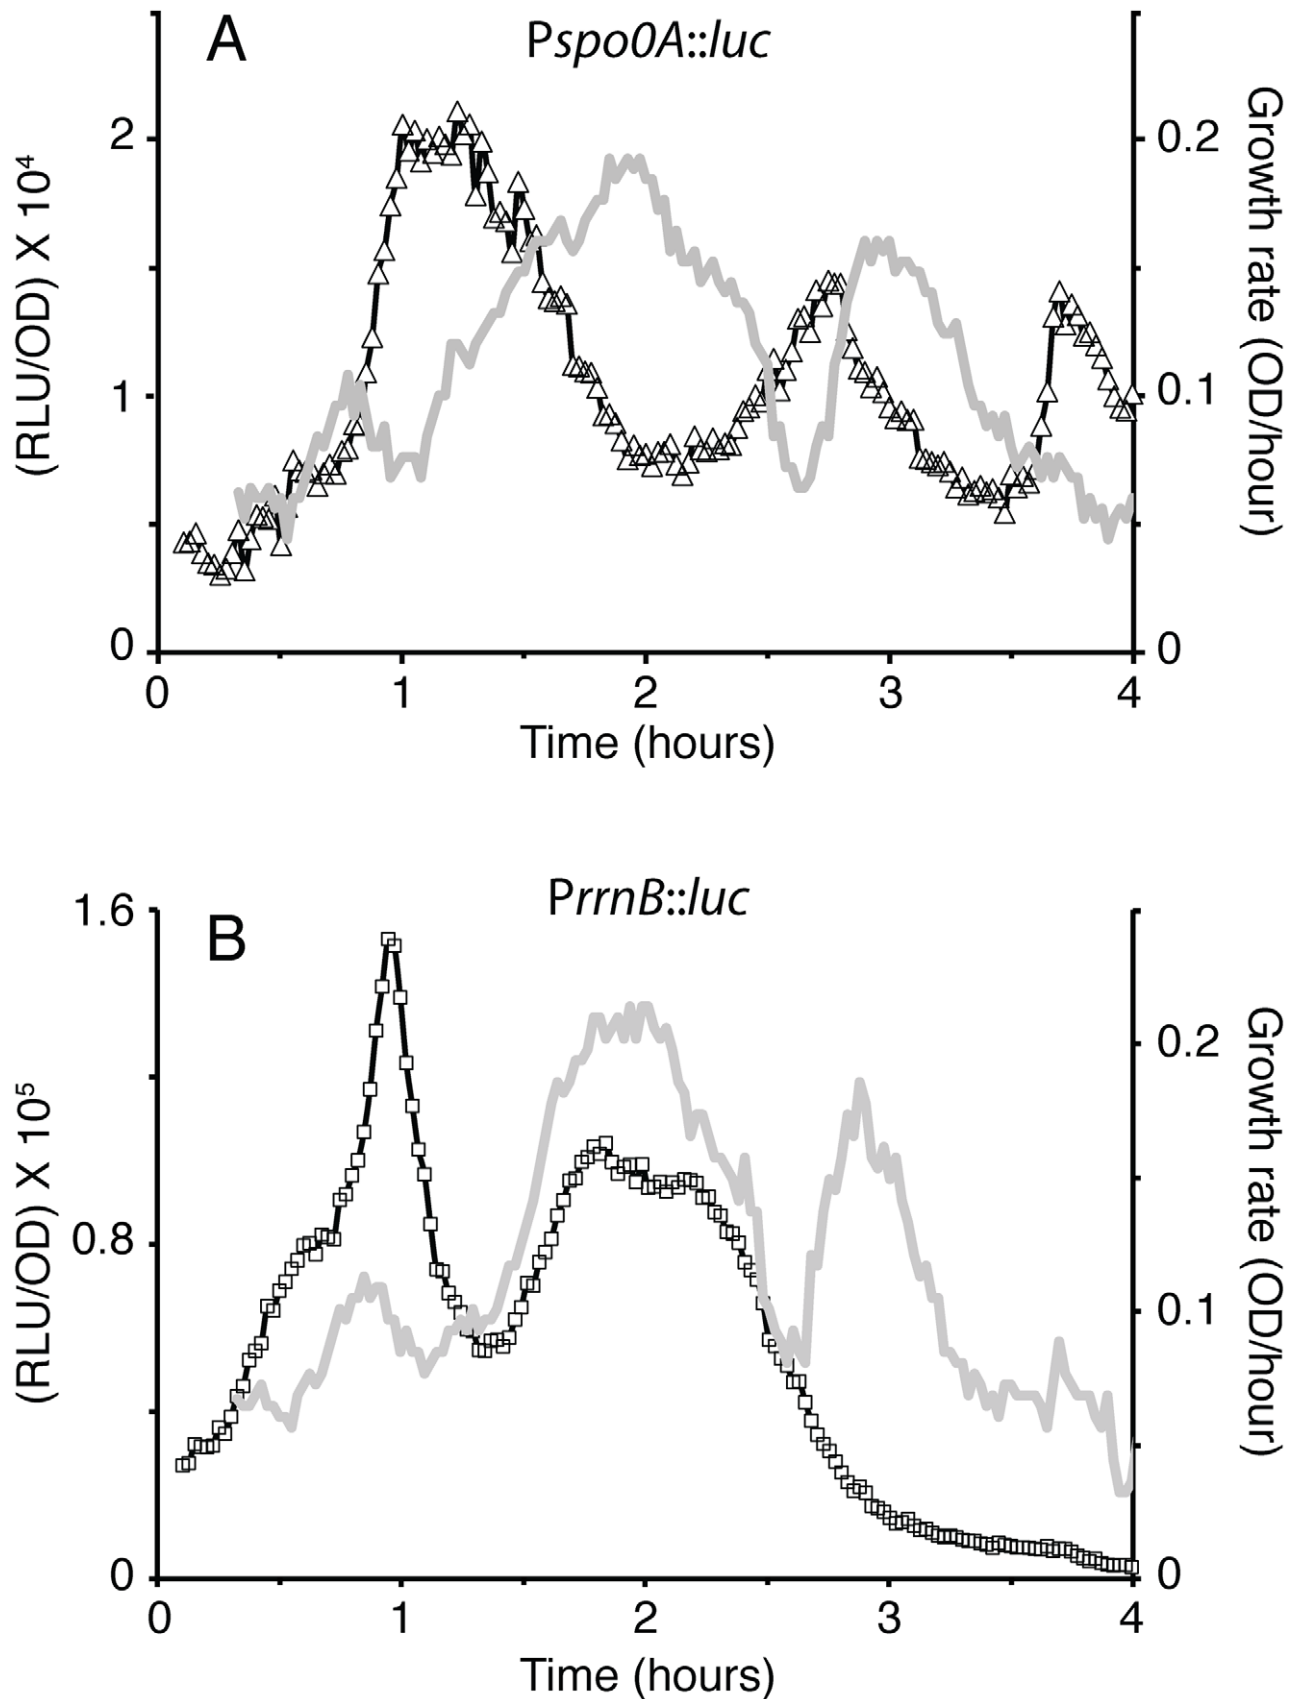 A
Pspo0A::luc
(RLU/OD) X 10⁴
Growth rate (OD/hour)
2
1
0
0.2
0.1
0
0 1 2 3 4
Time (hours)
B
PrrnB::luc
(RLU/OD) X 10⁵
Growth rate (OD/hour)
1.6
0.8
0
0.2
0.1
0
0 1 2 3 4
Time (hours)